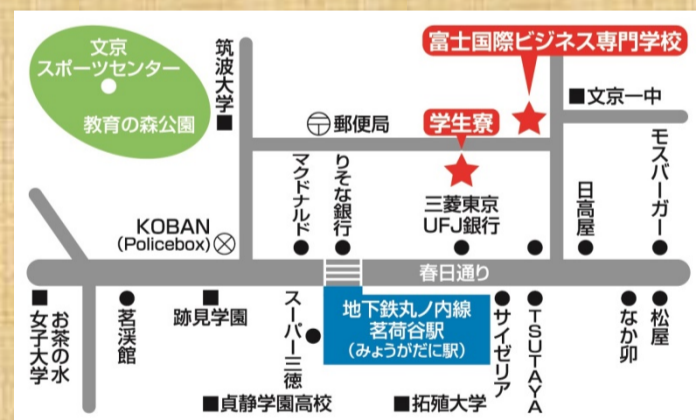 文京
スポーツセンター
教育の森公園
筑波大学
富士国際ビジネス専門学校
文京一中
〒郵便局
学生寮
マクドナルド
りそな銀行
三菱東京
UFJ銀行
日高屋
モスバーガー
KOBAN
(Policebox)
春日通り
お茶の水
女子大学
茗渓館
跡見学園
スーパー三徳
地下鉄丸ノ内線
茗荷谷駅
(みょうがだに駅)
サイゼリア
TSUTAYA
なか卯
松屋
貞静学園高校
拓殖大学